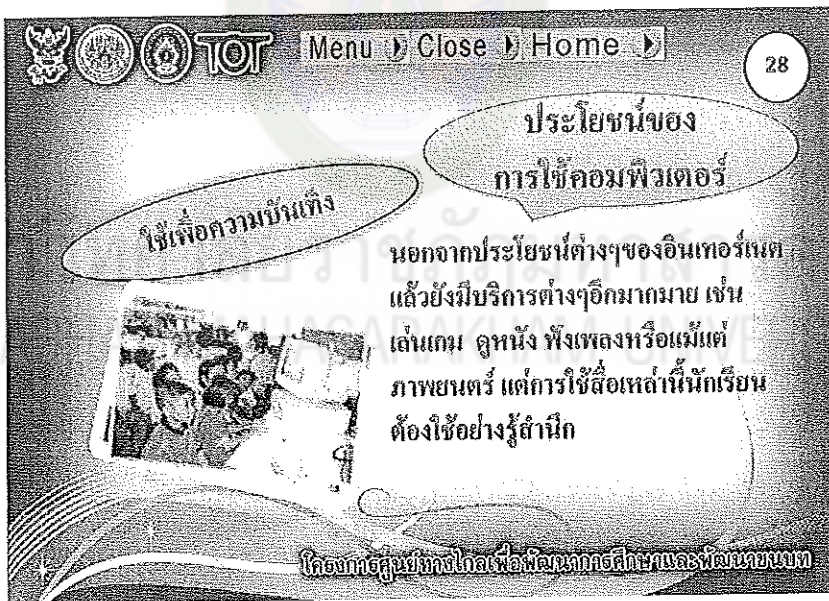 TOT Menu Close Home
28
ประโยชน์ของ
การใช้คอมพิวเตอร์
ใช้เพื่อความบันเทิง
นอกจากประโยชน์ต่างๆของอินเทอร์เนต
แล้วยังมีบริการต่างๆอีกมากมาย เช่น
เล่นเกม ดูหนัง ฟังเพลงหรือแม้แต่
ภาพยนตร์ แต่การใช้สื่อเหล่านี้นักเรียน
ต้องใช้อย่างรู้สำนึก
โครงการศูนย์ทางไกลเพื่อพัฒนาการศึกษาและพัฒนาชนบท